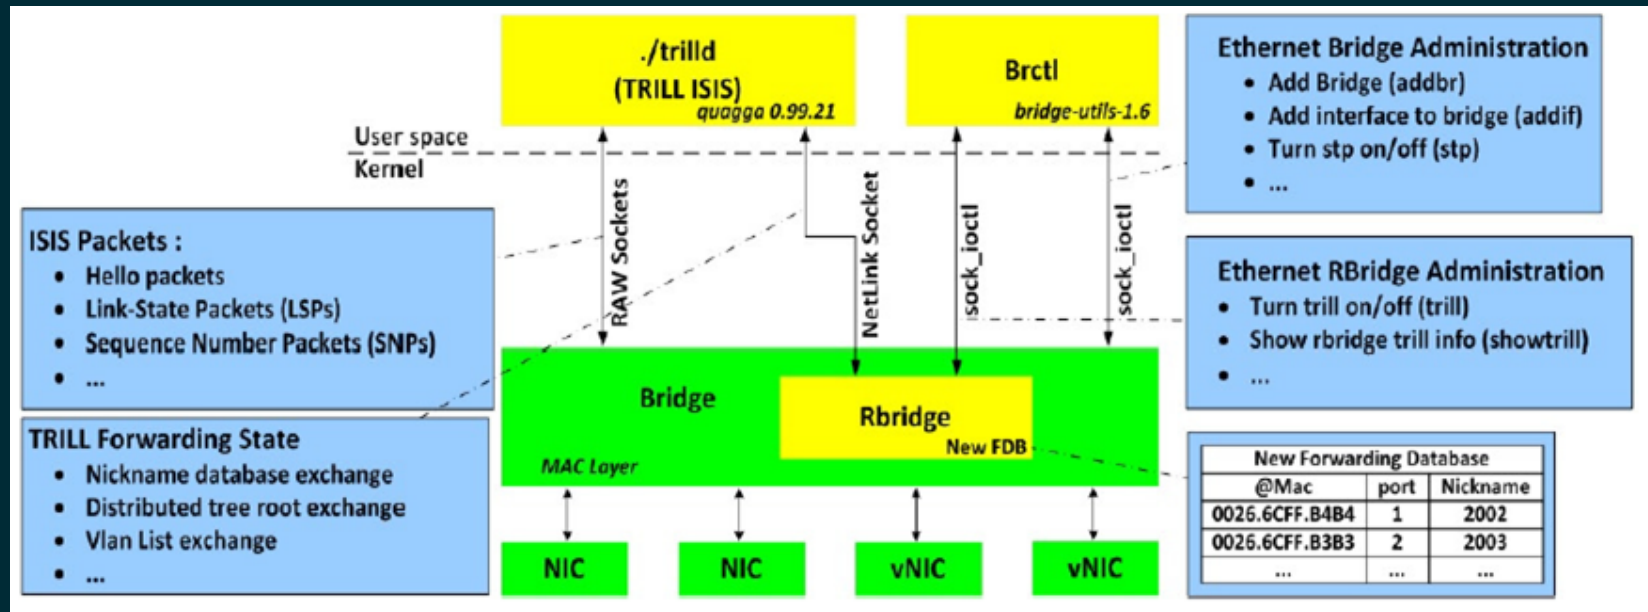 ./trilld
(TRILL ISIS)
quagga 0.99.21
Brctl
bridge-utils-1.6
Ethernet Bridge Administration
• Add Bridge (addbr)
• Add interface to bridge (addif)
• Turn stp on/off (stp)
• ...
User space
Kernel
RAW Sockets
NetLink Socket
sock_ioctl
sock_ioctl
ISIS Packets :
• Hello packets
• Link-State Packets (LSPs)
• Sequence Number Packets (SNPs)
• ...
Ethernet RBridge Administration
• Turn trill on/off (trill)
• Show rbridge trill info (showtrill)
• ...
Bridge
Rbridge
New FDB
MAC Layer
TRILL Forwarding State
• Nickname database exchange
• Distributed tree root exchange
• Vlan List exchange
• ...
New Forwarding Database
@Mac port Nickname
0026.6CFF.B4B4 1 2002
0026.6CFF.B3B3 2 2003
... ... ...
NIC
NIC
vNIC
vNIC